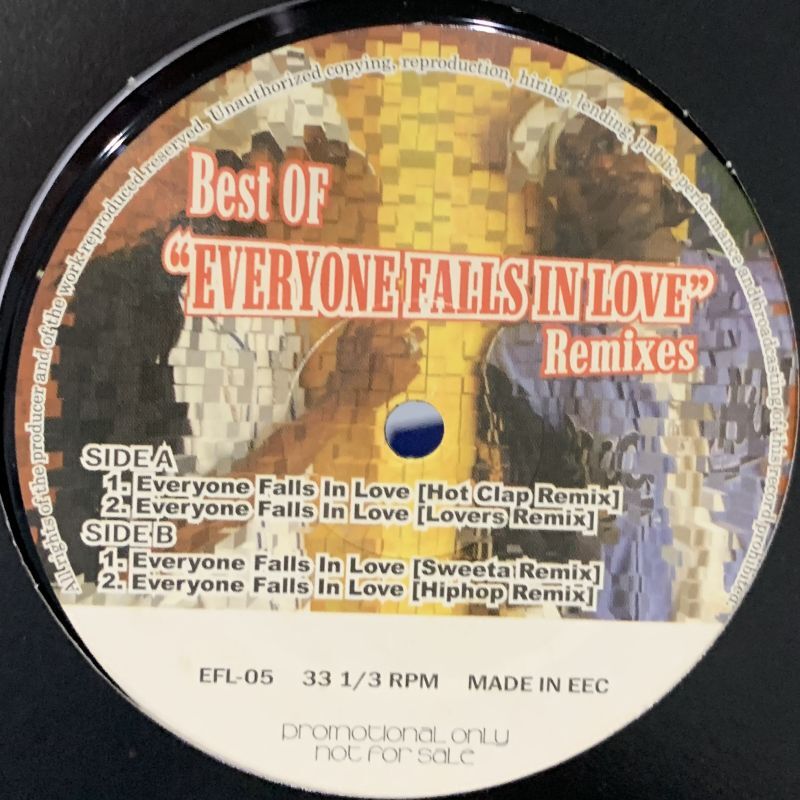 All rights of the producer and of the work reproduced reserved. Unauthorized copying, reproduction, hiring, lending, public performance and broadcasting of this record prohibited.
Best OF
“EVERYONE FALLS IN LOVE”
Remixes
SIDE A
1. Everyone Falls In Love [Hot Clap Remix]
2. Everyone Falls In Love [Lovers Remix]
SIDE B
1. Everyone Falls In Love [Sweeta Remix]
2. Everyone Falls In Love [Hiphop Remix]
EFL-05 33 1/3 RPM MADE IN EEC
promotional only
not for sale